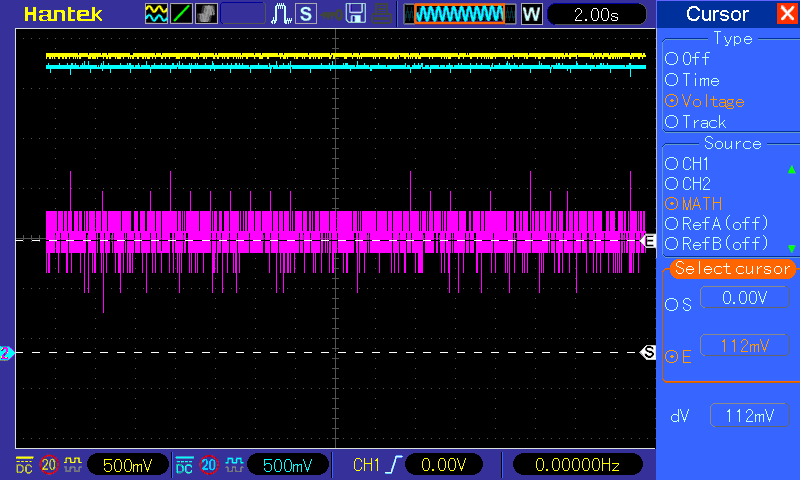 Hantek S W 2.00s Cursor
Type
Off
Time
Voltage
Track
Source
CH1
CH2
MATH
RefA(off)
RefB(off)
E
Select cursor
S 0.00V
E 112mV
2 S
dV 112mV
DC 20 500mV DC 20 500mV CH1 0.00V 0.00000Hz